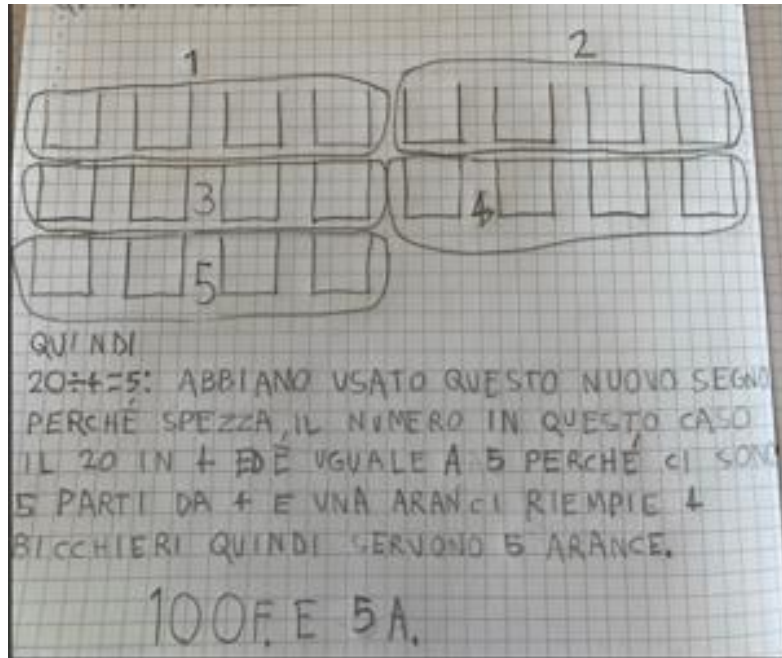 1
2
3
4
5
QUINDI
20÷4=5: ABBIANO USATO QUESTO NUOVO SEGNO
PERCHÉ SPEZZA, IL NUMERO IN QUESTO CASO
IL 20 IN 4 ED È UGUALE A 5 PERCHÉ CI SONO
5 PARTI DA 4 E UNA ARANCI RIEMPIE 4
BICCHIERI QUINDI SERVONO 5 ARANCE.
100F. E 5A.